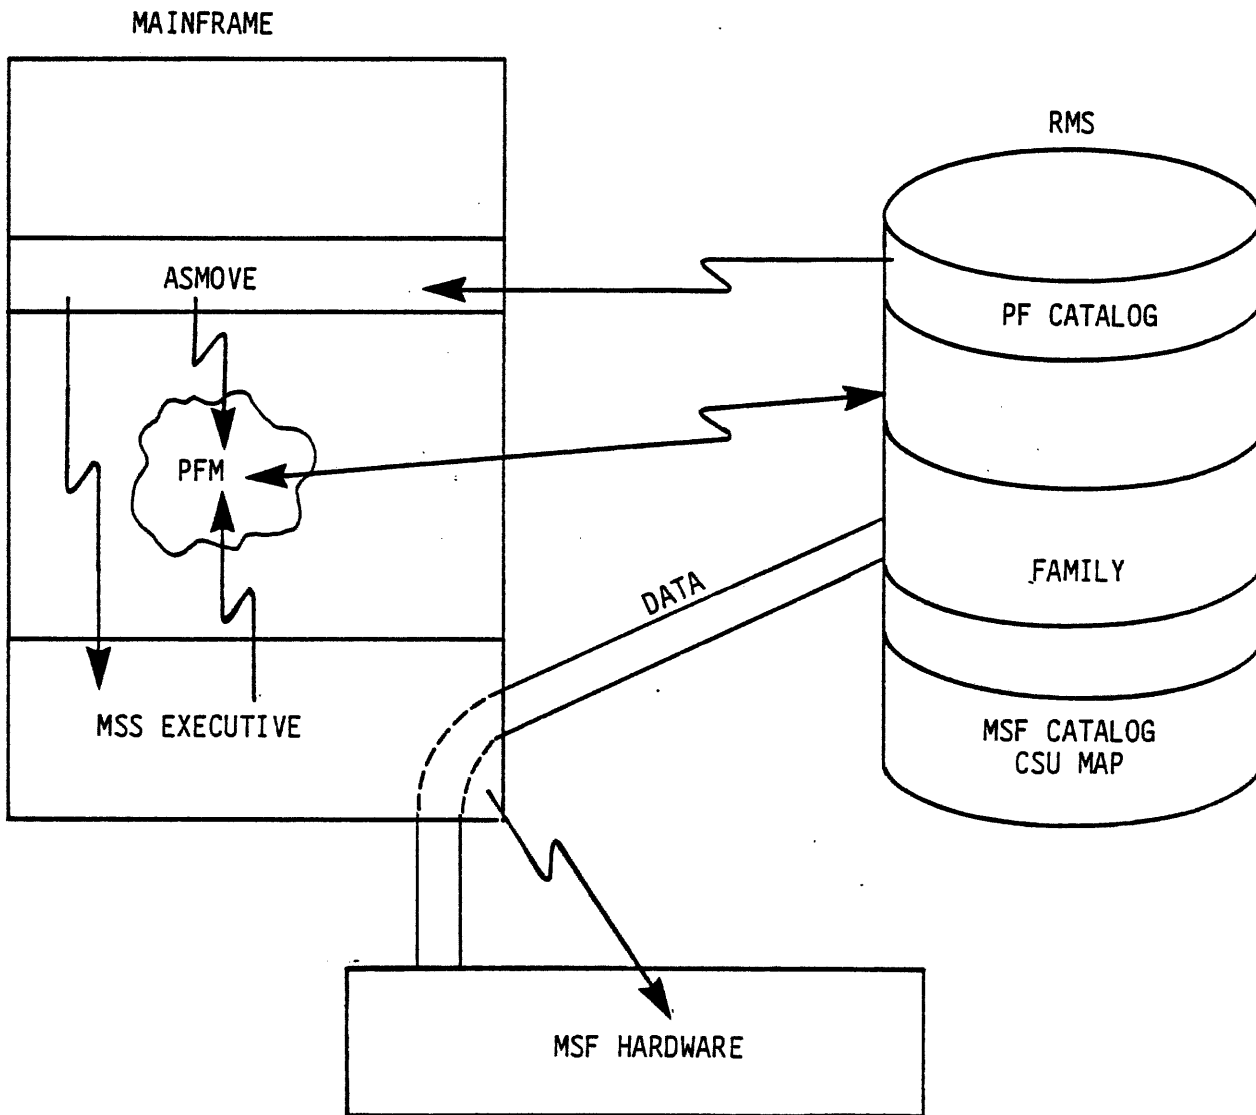 MAINFRAME
RMS
ASMOVE
PF CATALOG
PFM
FAMILY
DATA
MSS EXECUTIVE
MSF CATALOG
CSU MAP
MSF HARDWARE